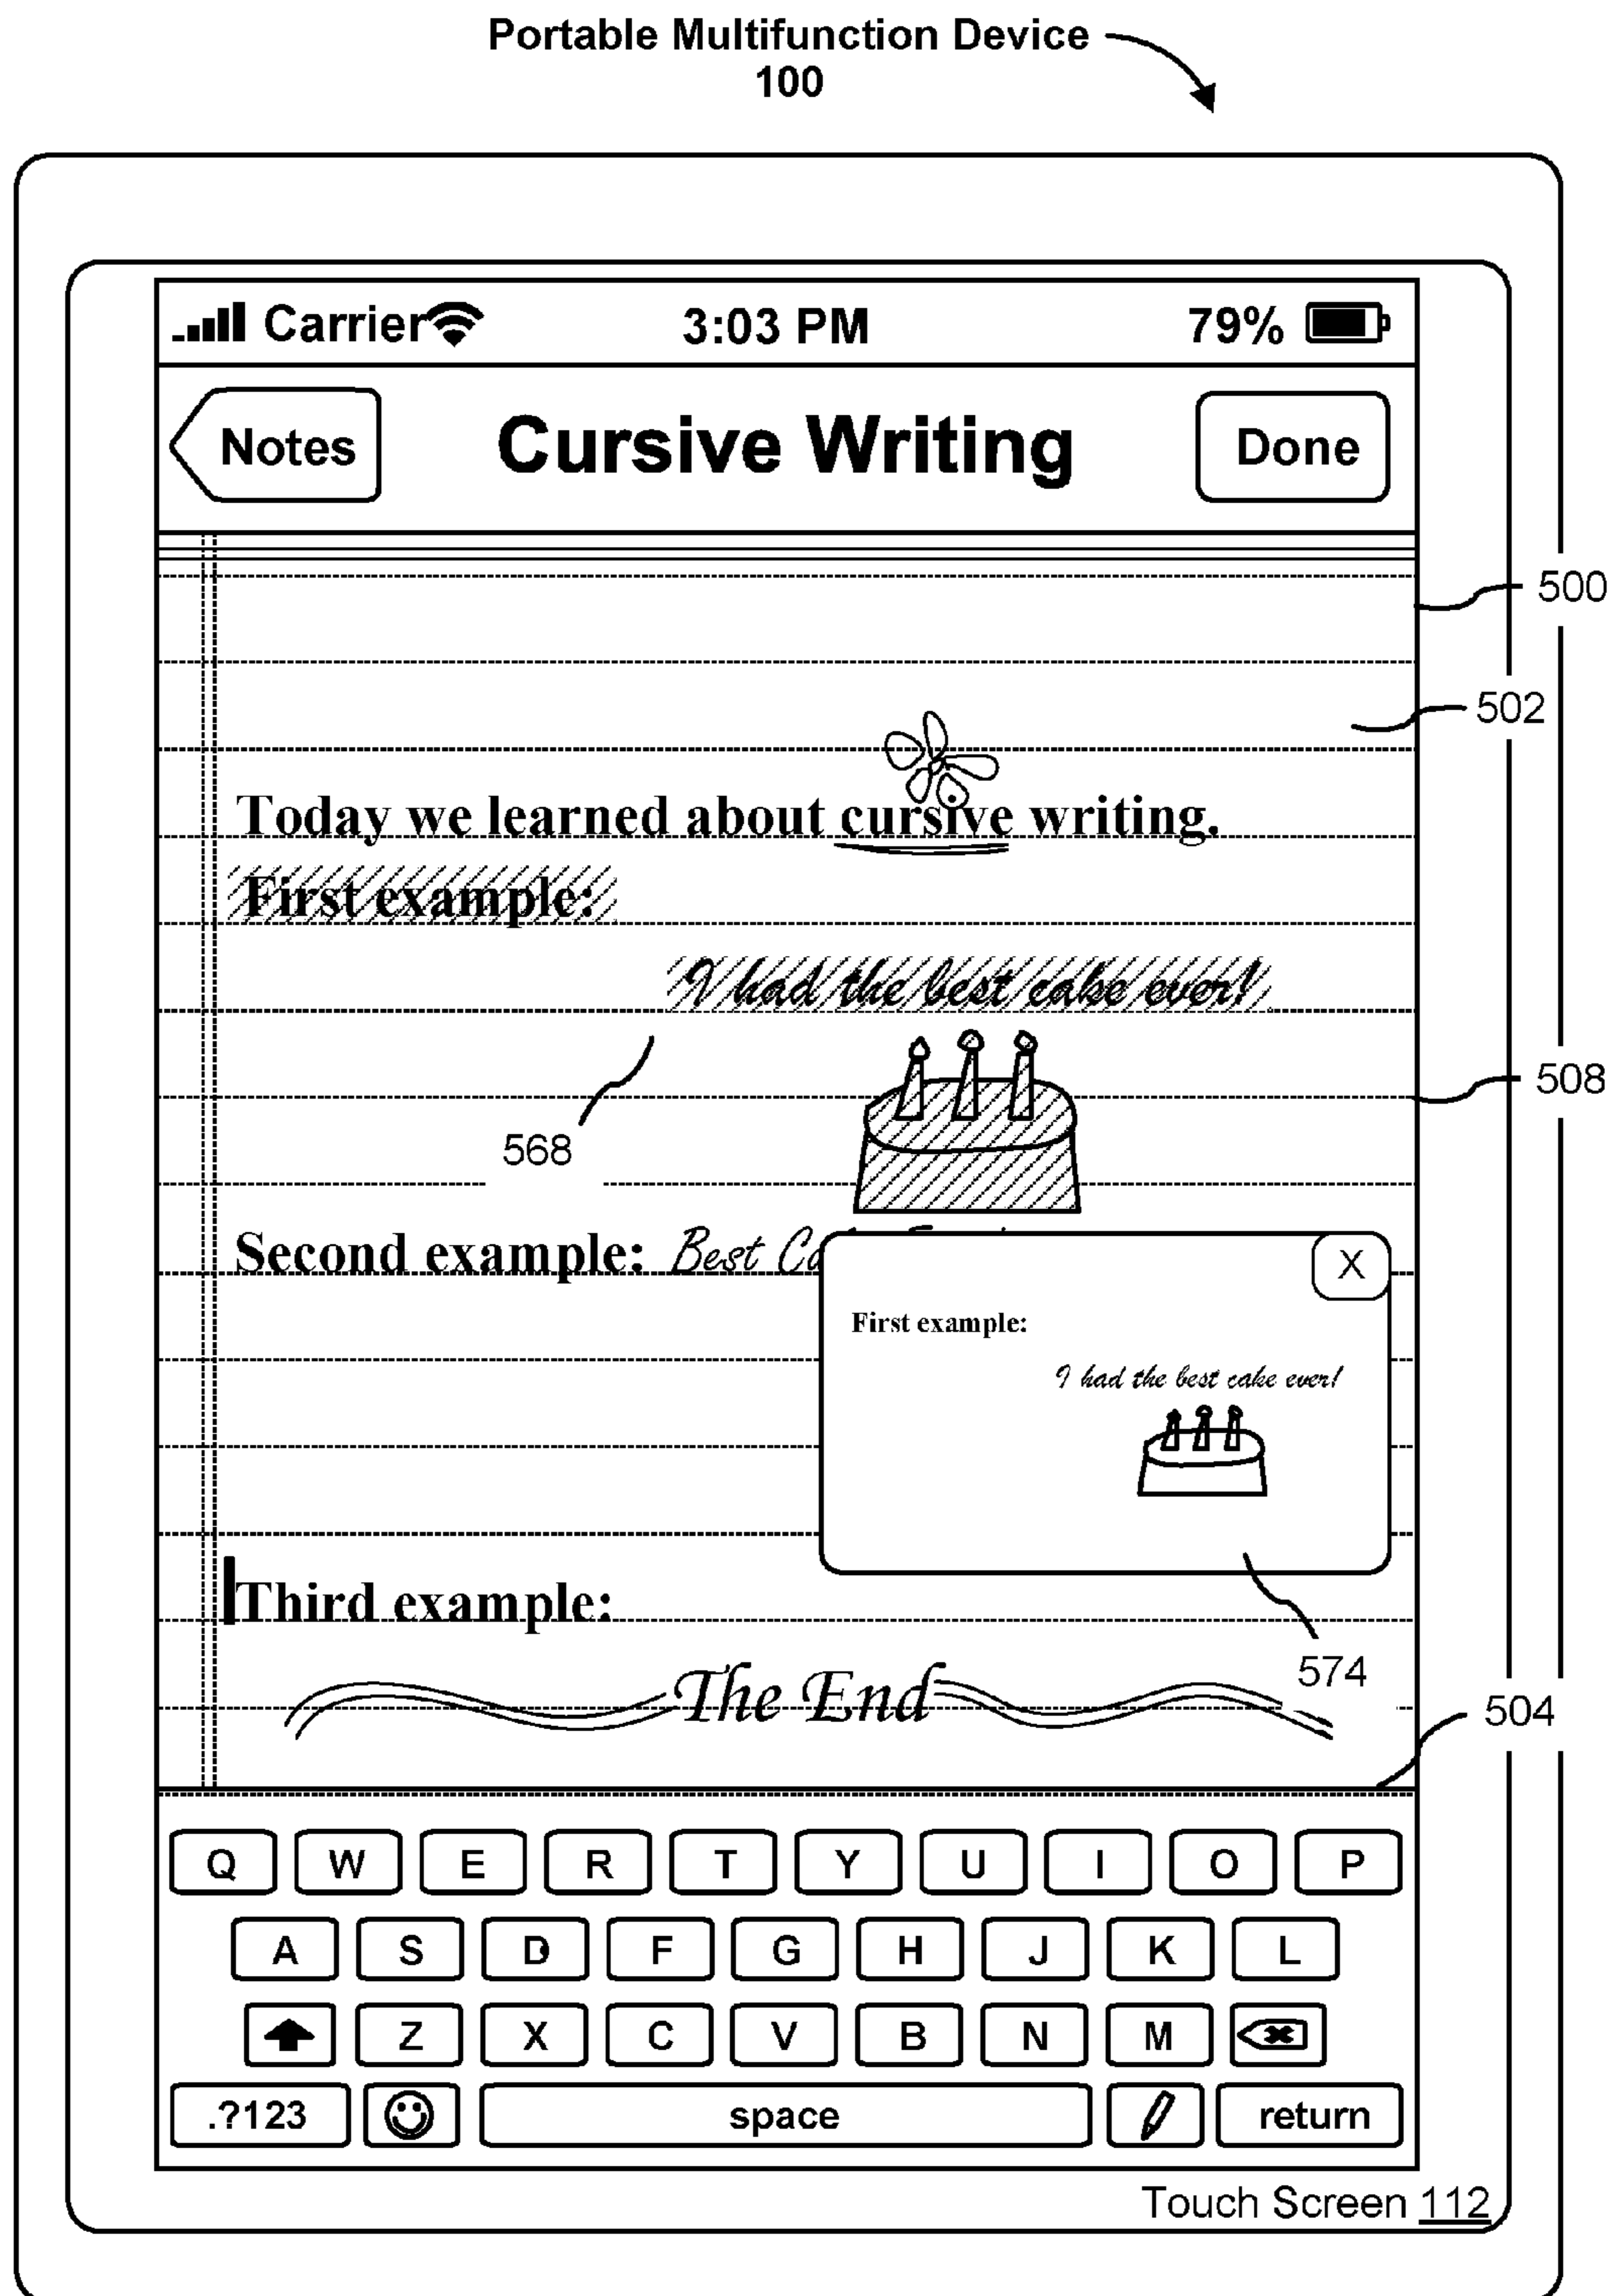 Portable Multifunction Device
100
Carrier 3:03 PM 79%
Notes Cursive Writing Done
500
502
Today we learned about cursive writing.
First example:
I had the best cake ever!
568
508
Second example: Best
X
First example:
I had the best cake ever!
Third example:
574
The End
504
Q W E R T Y U I O P
A S D F G H J K L
Z X C V B N M
.?123 space return
Touch Screen 112